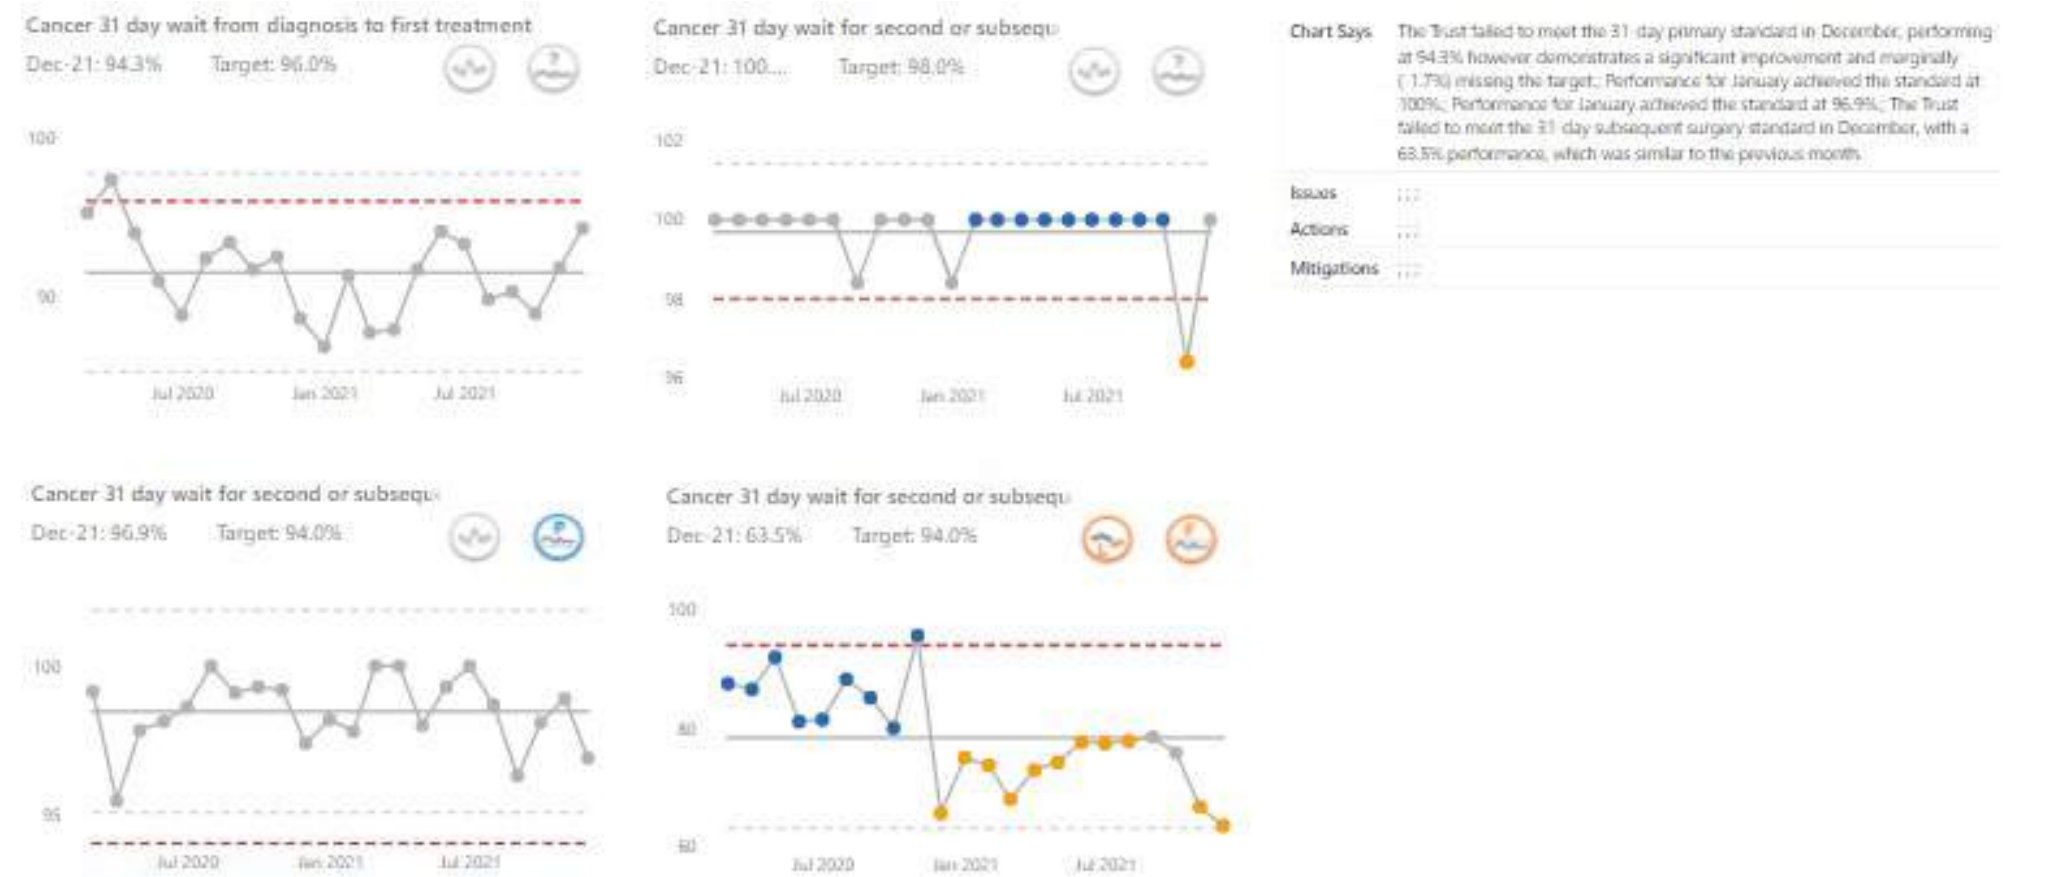 Cancer 31 day wait from diagnosis to first treatment
Dec-21: 94.3% Target: 96.0%
100
90
Jul 2020 Jan 2021 Jul 2021
Cancer 31 day wait for second or subsequ
Dec-21: 100.... Target: 98.0%
102
100
98
96
Jul 2020 Jan 2021 Jul 2021
Chart Says The Trust failed to meet the 31 day primary standard in December, performing
at 94.3% however demonstrates a significant improvement and marginally
(-1.7%) missing the target.; Performance for January achieved the standard at
100%.; Performance for January achieved the standard at 96.9%.; The Trust
failed to meet the 31 day subsequent surgery standard in December, with a
63.5% performance, which was similar to the previous month.
Issues ; ; ;
Actions ; ; ;
Mitigations ; ; ;
Cancer 31 day wait for second or subsequ
Dec-21: 96.9% Target: 94.0%
100
95
Jul 2020 Jan 2021 Jul 2021
Cancer 31 day wait for second or subsequ
Dec-21: 63.5% Target: 94.0%
100
80
60
Jul 2020 Jan 2021 Jul 2021